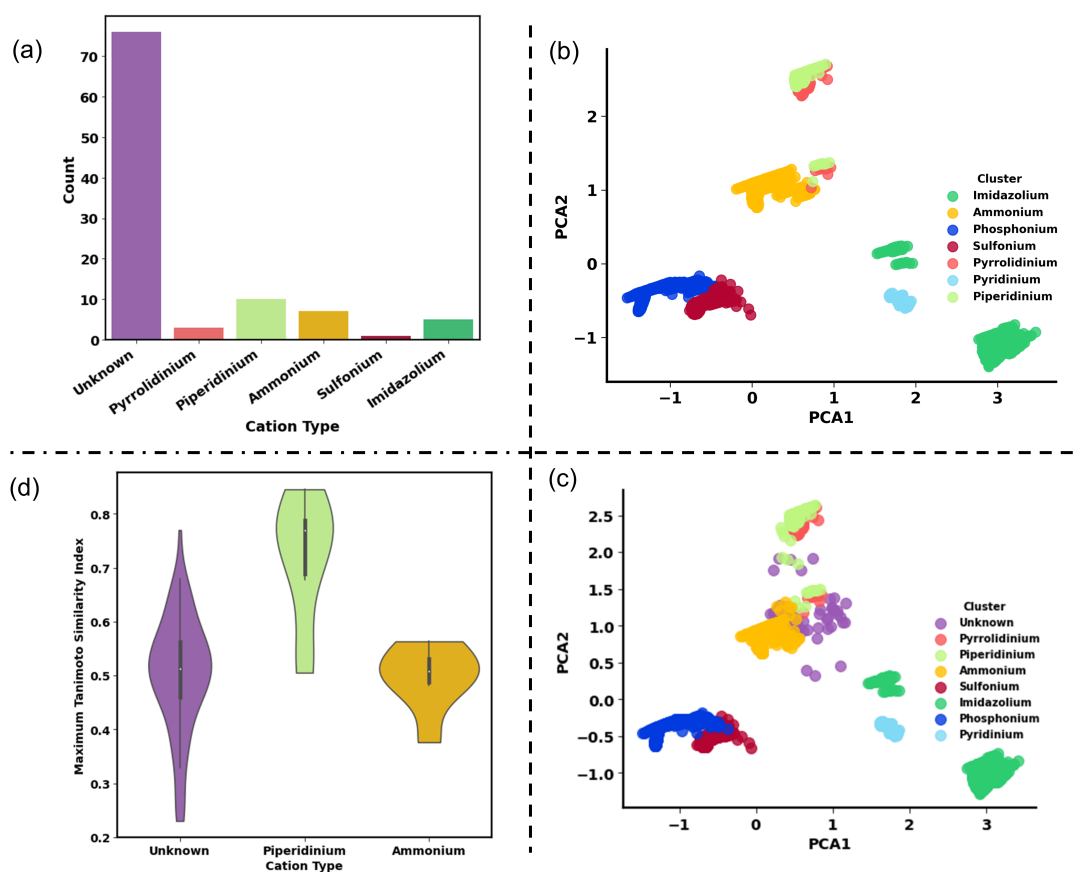 (a)
70
60
50
40
30
20
10
0
Count
Unknown
Pyrrolidinium
Piperidinium
Ammonium
Sulfonium
Imidazolium
Cation Type
(b)
2
1
0
−1
PCA2
−1
0
1
2
3
PCA1
Cluster
Imidazolium
Ammonium
Phosphonium
Sulfonium
Pyrrolidinium
Pyridinium
Piperidinium
(d)
0.8
0.7
0.6
0.5
0.4
0.3
0.2
Maximum Tanimoto Similarity Index
Unknown
Piperidinium
Ammonium
Cation Type
(c)
2.5
2.0
1.5
1.0
0.5
0.0
−0.5
−1.0
PCA2
−1
0
1
2
3
PCA1
Cluster
Unknown
Pyrrolidinium
Piperidinium
Ammonium
Sulfonium
Imidazolium
Phosphonium
Pyridinium